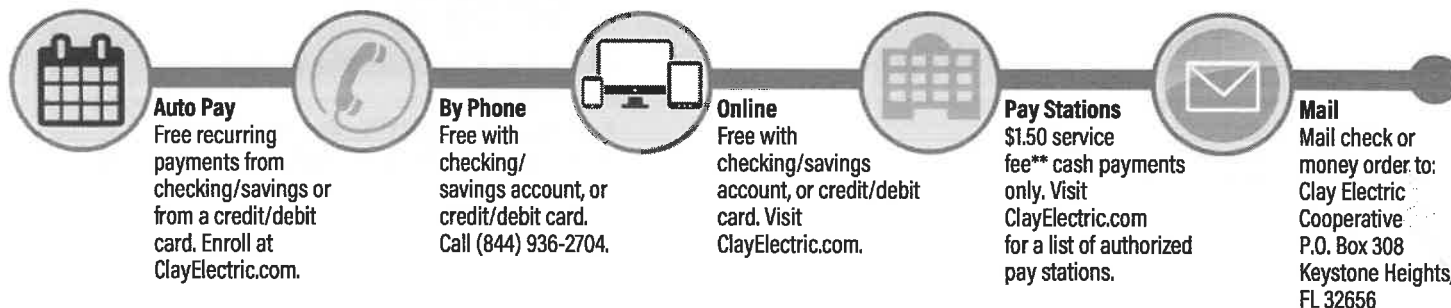 Auto Pay
Free recurring
payments from
checking/savings or
from a credit/debit
card. Enroll at
ClayElectric.com.
By Phone
Free with
checking/
savings account, or
credit/debit card.
Call (844) 936-2704.
Online
Free with
checking/savings
account, or credit/debit
card. Visit
ClayElectric.com.
Pay Stations
$1.50 service
fee** cash payments
only. Visit
ClayElectric.com
for a list of authorized
pay stations.
Mail
Mail check or
money order to:
Clay Electric
Cooperative
P.O. Box 308
Keystone Heights,
FL 32656